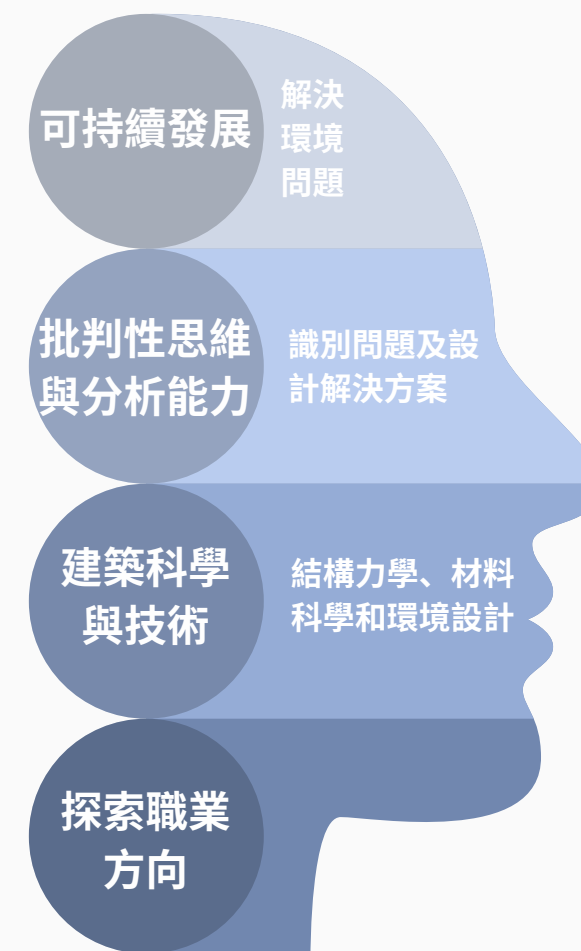 可持續發展
解決
環境
問題
批判性思維
與分析能力
識別問題及設
計解決方案
建築科學
與技術
結構力學、材料
科學和環境設計
探索職業
方向